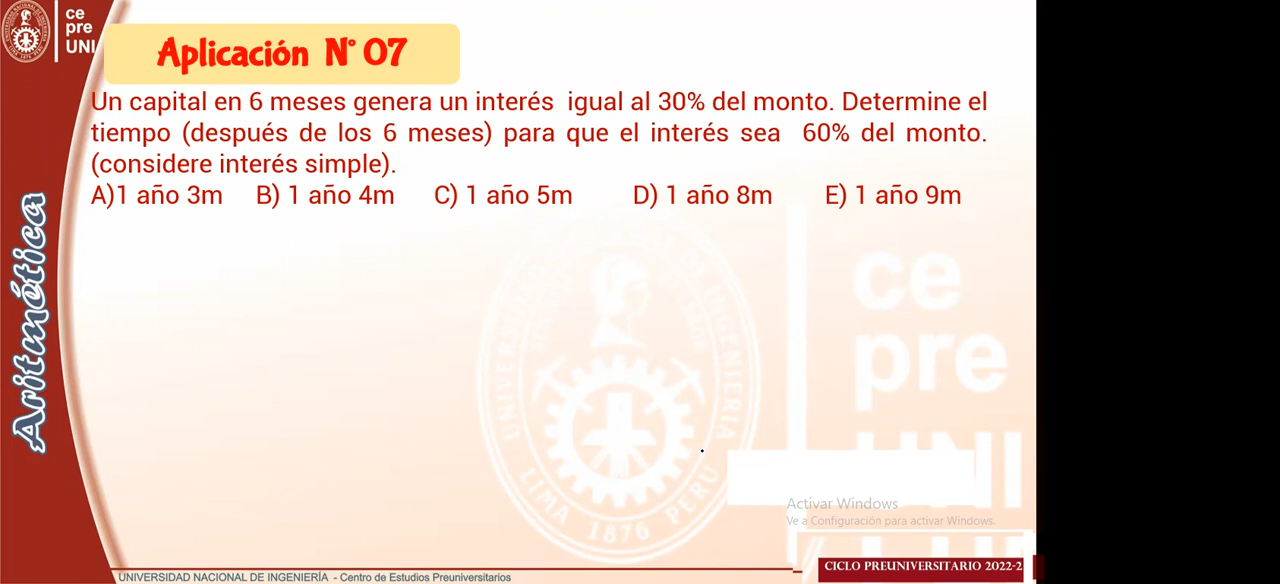 ce
pre
UNI
Aplicación N° 07
Un capital en 6 meses genera un interés igual al 30% del monto. Determine el
tiempo (después de los 6 meses) para que el interés sea 60% del monto.
(considere interés simple).
A)1 año 3m B) 1 año 4m C) 1 año 5m D) 1 año 8m E) 1 año 9m
Aritmética
ce
pre
UNI
LIMA 1876 PERU
Activar Windows
Ve a Configuración para activar Windows.
UNIVERSIDAD NACIONAL DE INGENIERÍA - Centro de Estudios Preuniversitarios
CICLO PREUNIVERSITARIO 2022-2